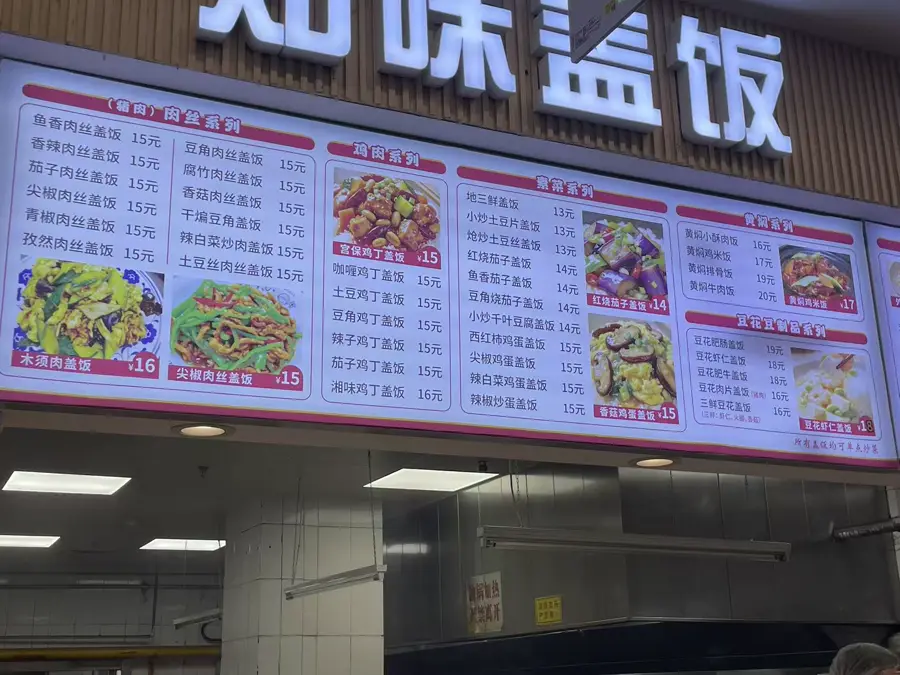 味盖饭
(猪肉)肉丝系列
鱼香肉丝盖饭 15元
香辣肉丝盖饭 15元
茄子肉丝盖饭 15元
尖椒肉丝盖饭 15元
青椒肉丝盖饭 15元
孜然肉丝盖饭 15元
木须肉盖饭 ¥16
豆角肉丝盖饭 15元
腐竹肉丝盖饭 15元
香菇肉丝盖饭 15元
干煸豆角盖饭 15元
辣白菜炒肉盖饭 15元
土豆丝肉丝盖饭 15元
尖椒肉丝盖饭 ¥15
鸡肉系列
宫保鸡丁盖饭 ¥15
咖喱鸡丁盖饭 15元
土豆鸡丁盖饭 15元
豆角鸡丁盖饭 15元
辣子鸡丁盖饭 15元
茄子鸡丁盖饭 15元
湘味鸡丁盖饭 16元
素菜系列
地三鲜盖饭 13元
小炒土豆片盖饭 13元
炝炒土豆丝盖饭 13元
红烧茄子盖饭 14元
鱼香茄子盖饭 14元
豆角烧茄子盖饭 14元
小炒千叶豆腐盖饭 14元
西红柿鸡蛋盖饭 15元
尖椒鸡蛋盖饭 15元
辣白菜鸡蛋盖饭 15元
辣椒炒蛋盖饭 15元
红烧茄子盖饭 ¥14
香菇鸡蛋盖饭 ¥15
黄焖系列
黄焖小酥肉饭 16元
黄焖鸡米饭 17元
黄焖排骨饭 19元
黄焖牛肉饭 20元
黄焖鸡米饭 ¥17
豆花豆制品系列
豆花肥肠盖饭 19元
豆花虾仁盖饭 18元
豆花肥牛盖饭 18元
豆花肉片盖饭(猪肉) 16元
三鲜豆花盖饭 16元
(三鲜:虾仁,火腿,香菇)
豆花虾仁盖饭 ¥18
所有盖饭均可单点炒菜